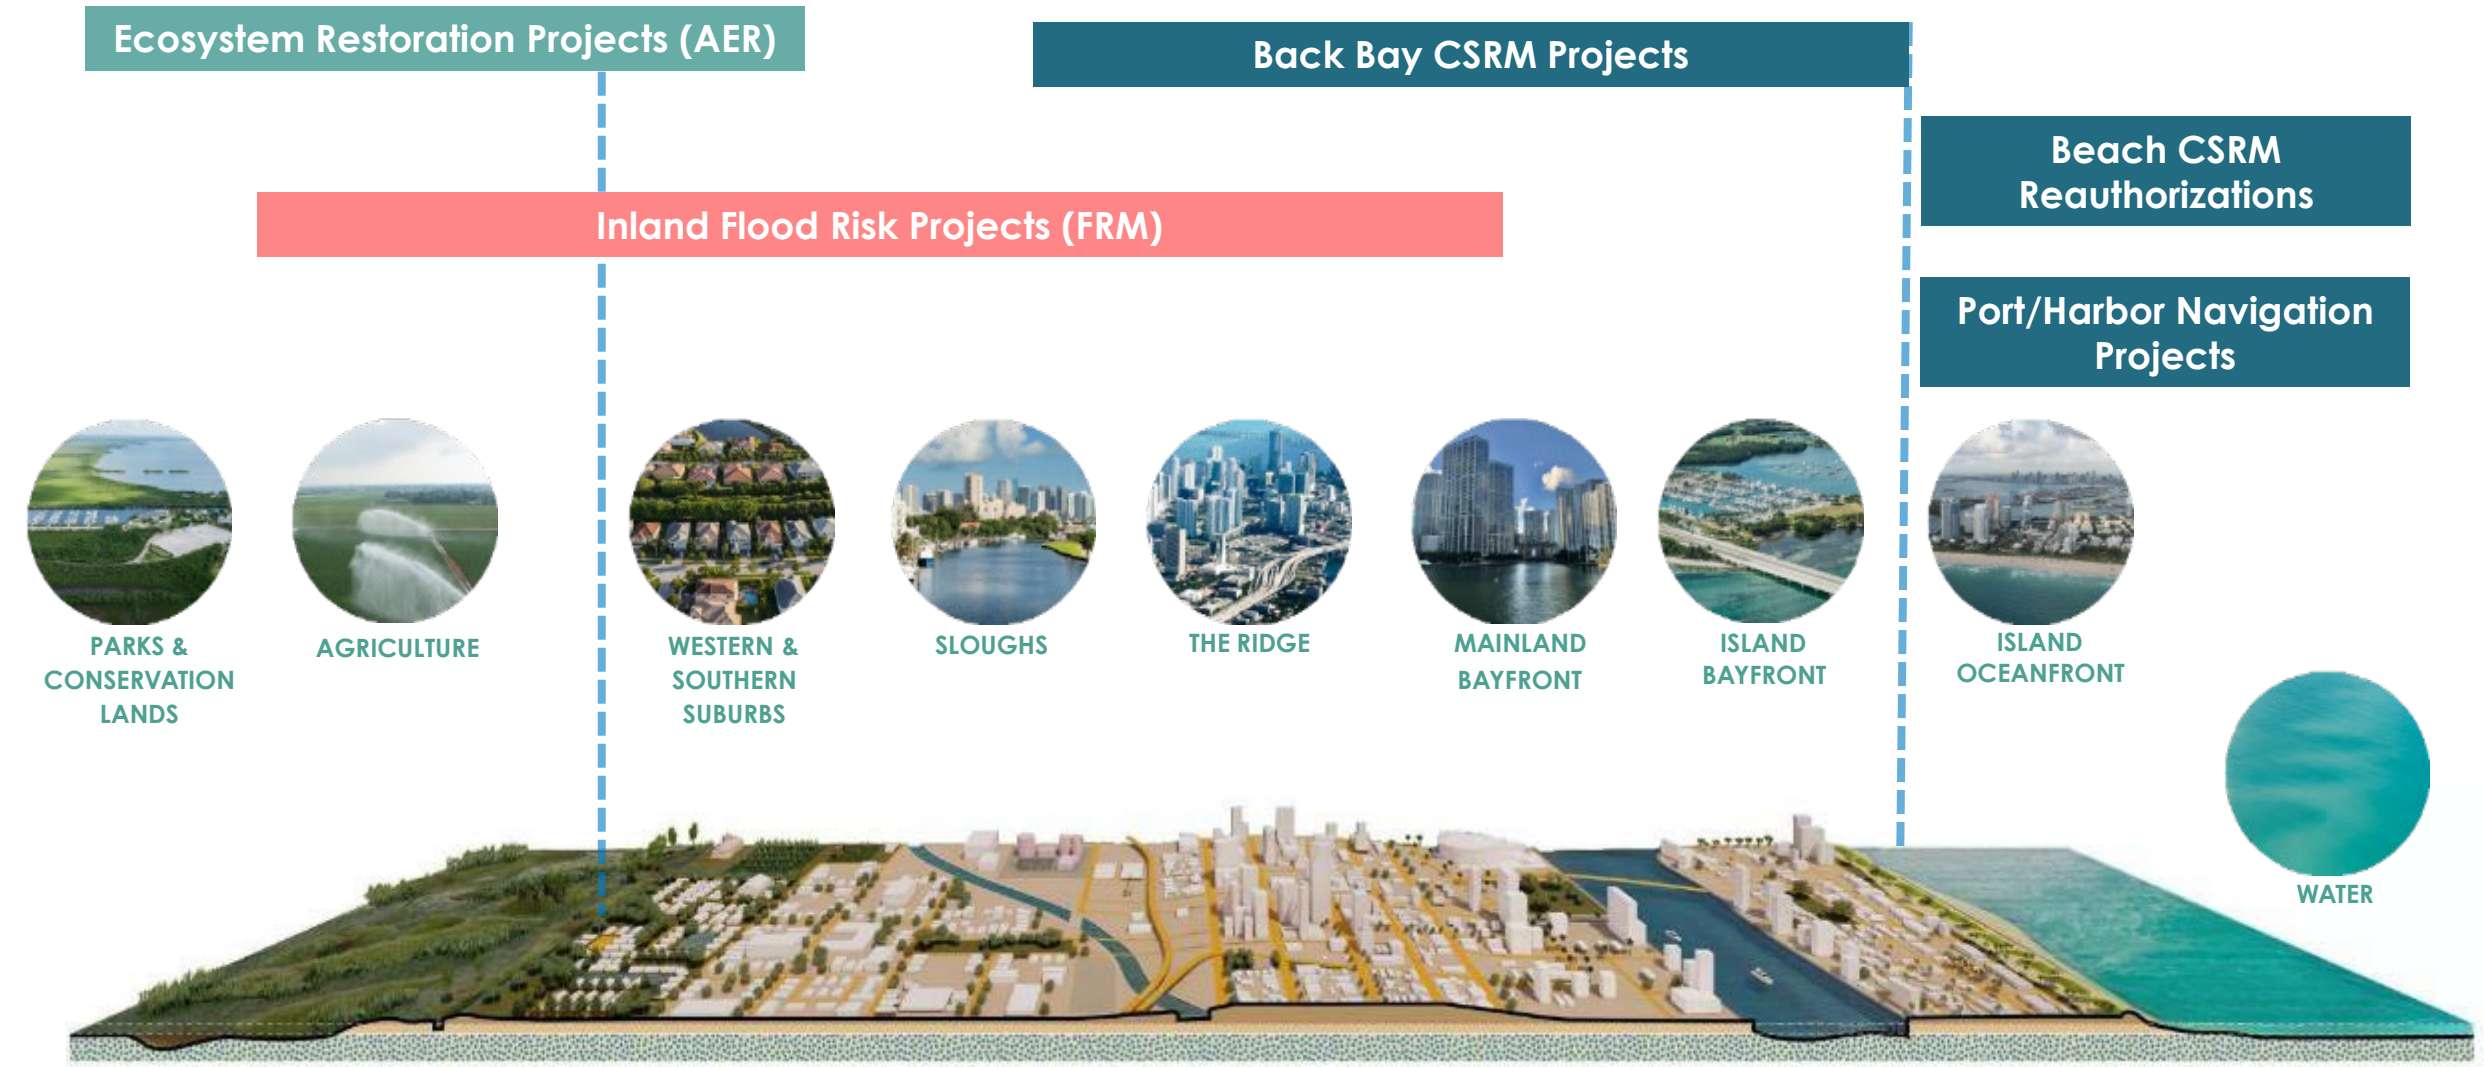 Ecosystem Restoration Projects (AER)
Back Bay CSRM Projects
Beach CSRM
Reauthorizations
Inland Flood Risk Projects (FRM)
Port/Harbor Navigation
Projects
PARKS &
CONSERVATION
LANDS
AGRICULTURE
WESTERN &
SOUTHERN
SUBURBS
SLOUGHS
THE RIDGE
MAINLAND
BAYFRONT
ISLAND
BAYFRONT
ISLAND
OCEANFRONT
WATER